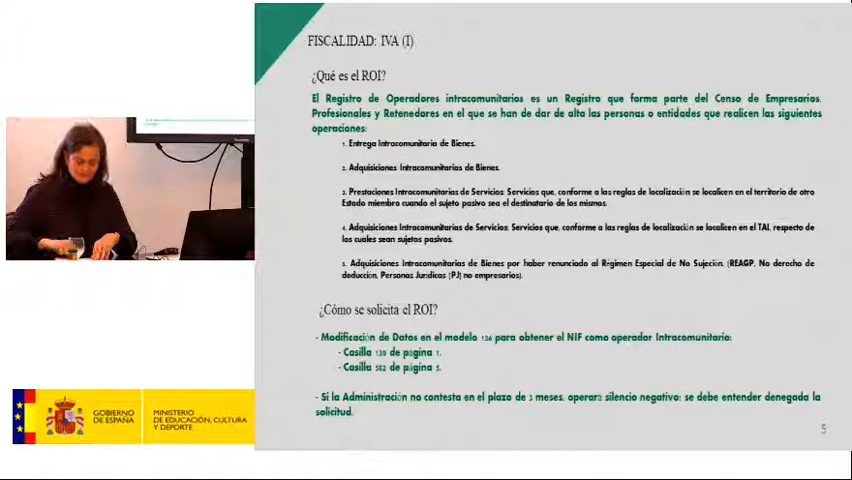 FISCALIDAD: IVA (I)
¿Qué es el ROI?
El Registro de Operadores intracomunitarios es un Registro que forma parte del Censo de Empresarios,
Profesionales y Retenedores en el que se han de dar de alta las personas o entidades que realicen las siguientes
operaciones:
1. Entrega Intracomunitaria de Bienes.
2. Adquisiciones Intracomunitarias de Bienes.
3. Prestaciones Intracomunitarias de Servicios: Servicios que, conforme a las reglas de localización se localicen en el territorio de otro
Estado miembro cuando el sujeto pasivo sea el destinatario de los mismos.
4. Adquisiciones Intracomunitarias de Servicios: Servicios que, conforme a las reglas de localización se localicen en el TAI, respecto de
los cuales sean sujetos pasivos.
5. Adquisiciones Intracomunitarias de Bienes por haber renunciado al Régimen Especial de No Sujeción. (REAGP, No derecho de
deducción, Personas Jurídicas (PJ) no empresarios).
¿Cómo se solicita el ROI?
- Modificación de Datos en el modelo 136 para obtener el NIF como operador Intracomunitario:
- Casilla 130 de página 1.
- Casilla 582 de página 5.
- Si la Administración no contesta en el plazo de 3 meses, operará silencio negativo: se debe entender denegada la
solicitud.
5
GOBIERNO
DE ESPAÑA
MINISTERIO
DE EDUCACIÓN, CULTURA
Y DEPORTE